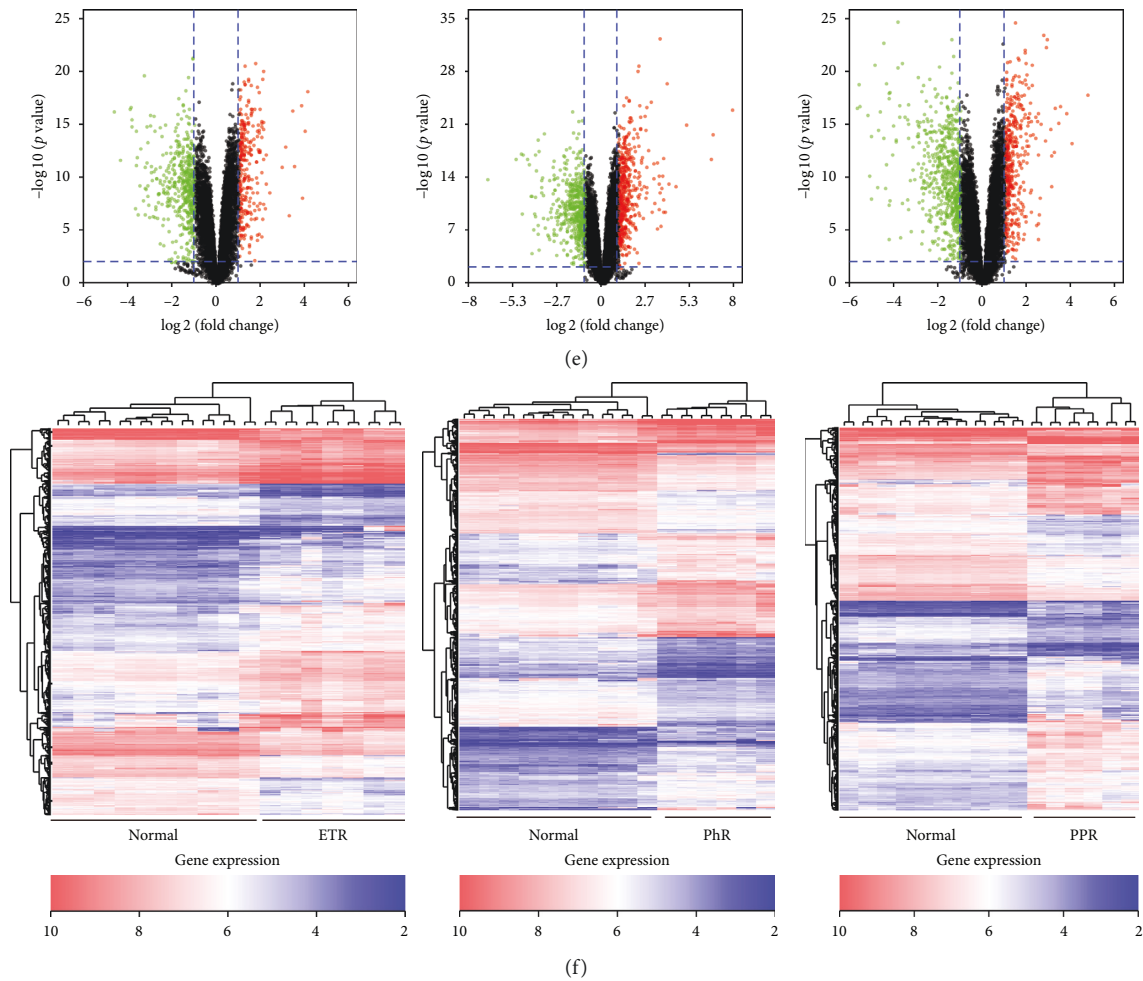 25
20
15
10
5
0
−log10 (p value)
−6 −4 −2 0 2 4 6
log 2 (fold change)
35
28
21
14
7
0
−log10 (p value)
−8 −5.3 −2.7 0 2.7 5.3 8
log 2 (fold change)
25
20
15
10
5
0
−log10 (p value)
−6 −4 −2 0 2 4 6
log 2 (fold change)
(e)
Normal ETR
Gene expression
10 8 6 4 2
Normal PhR
Gene expression
10 8 6 4 2
Normal PPR
Gene expression
10 8 6 4 2
(f)